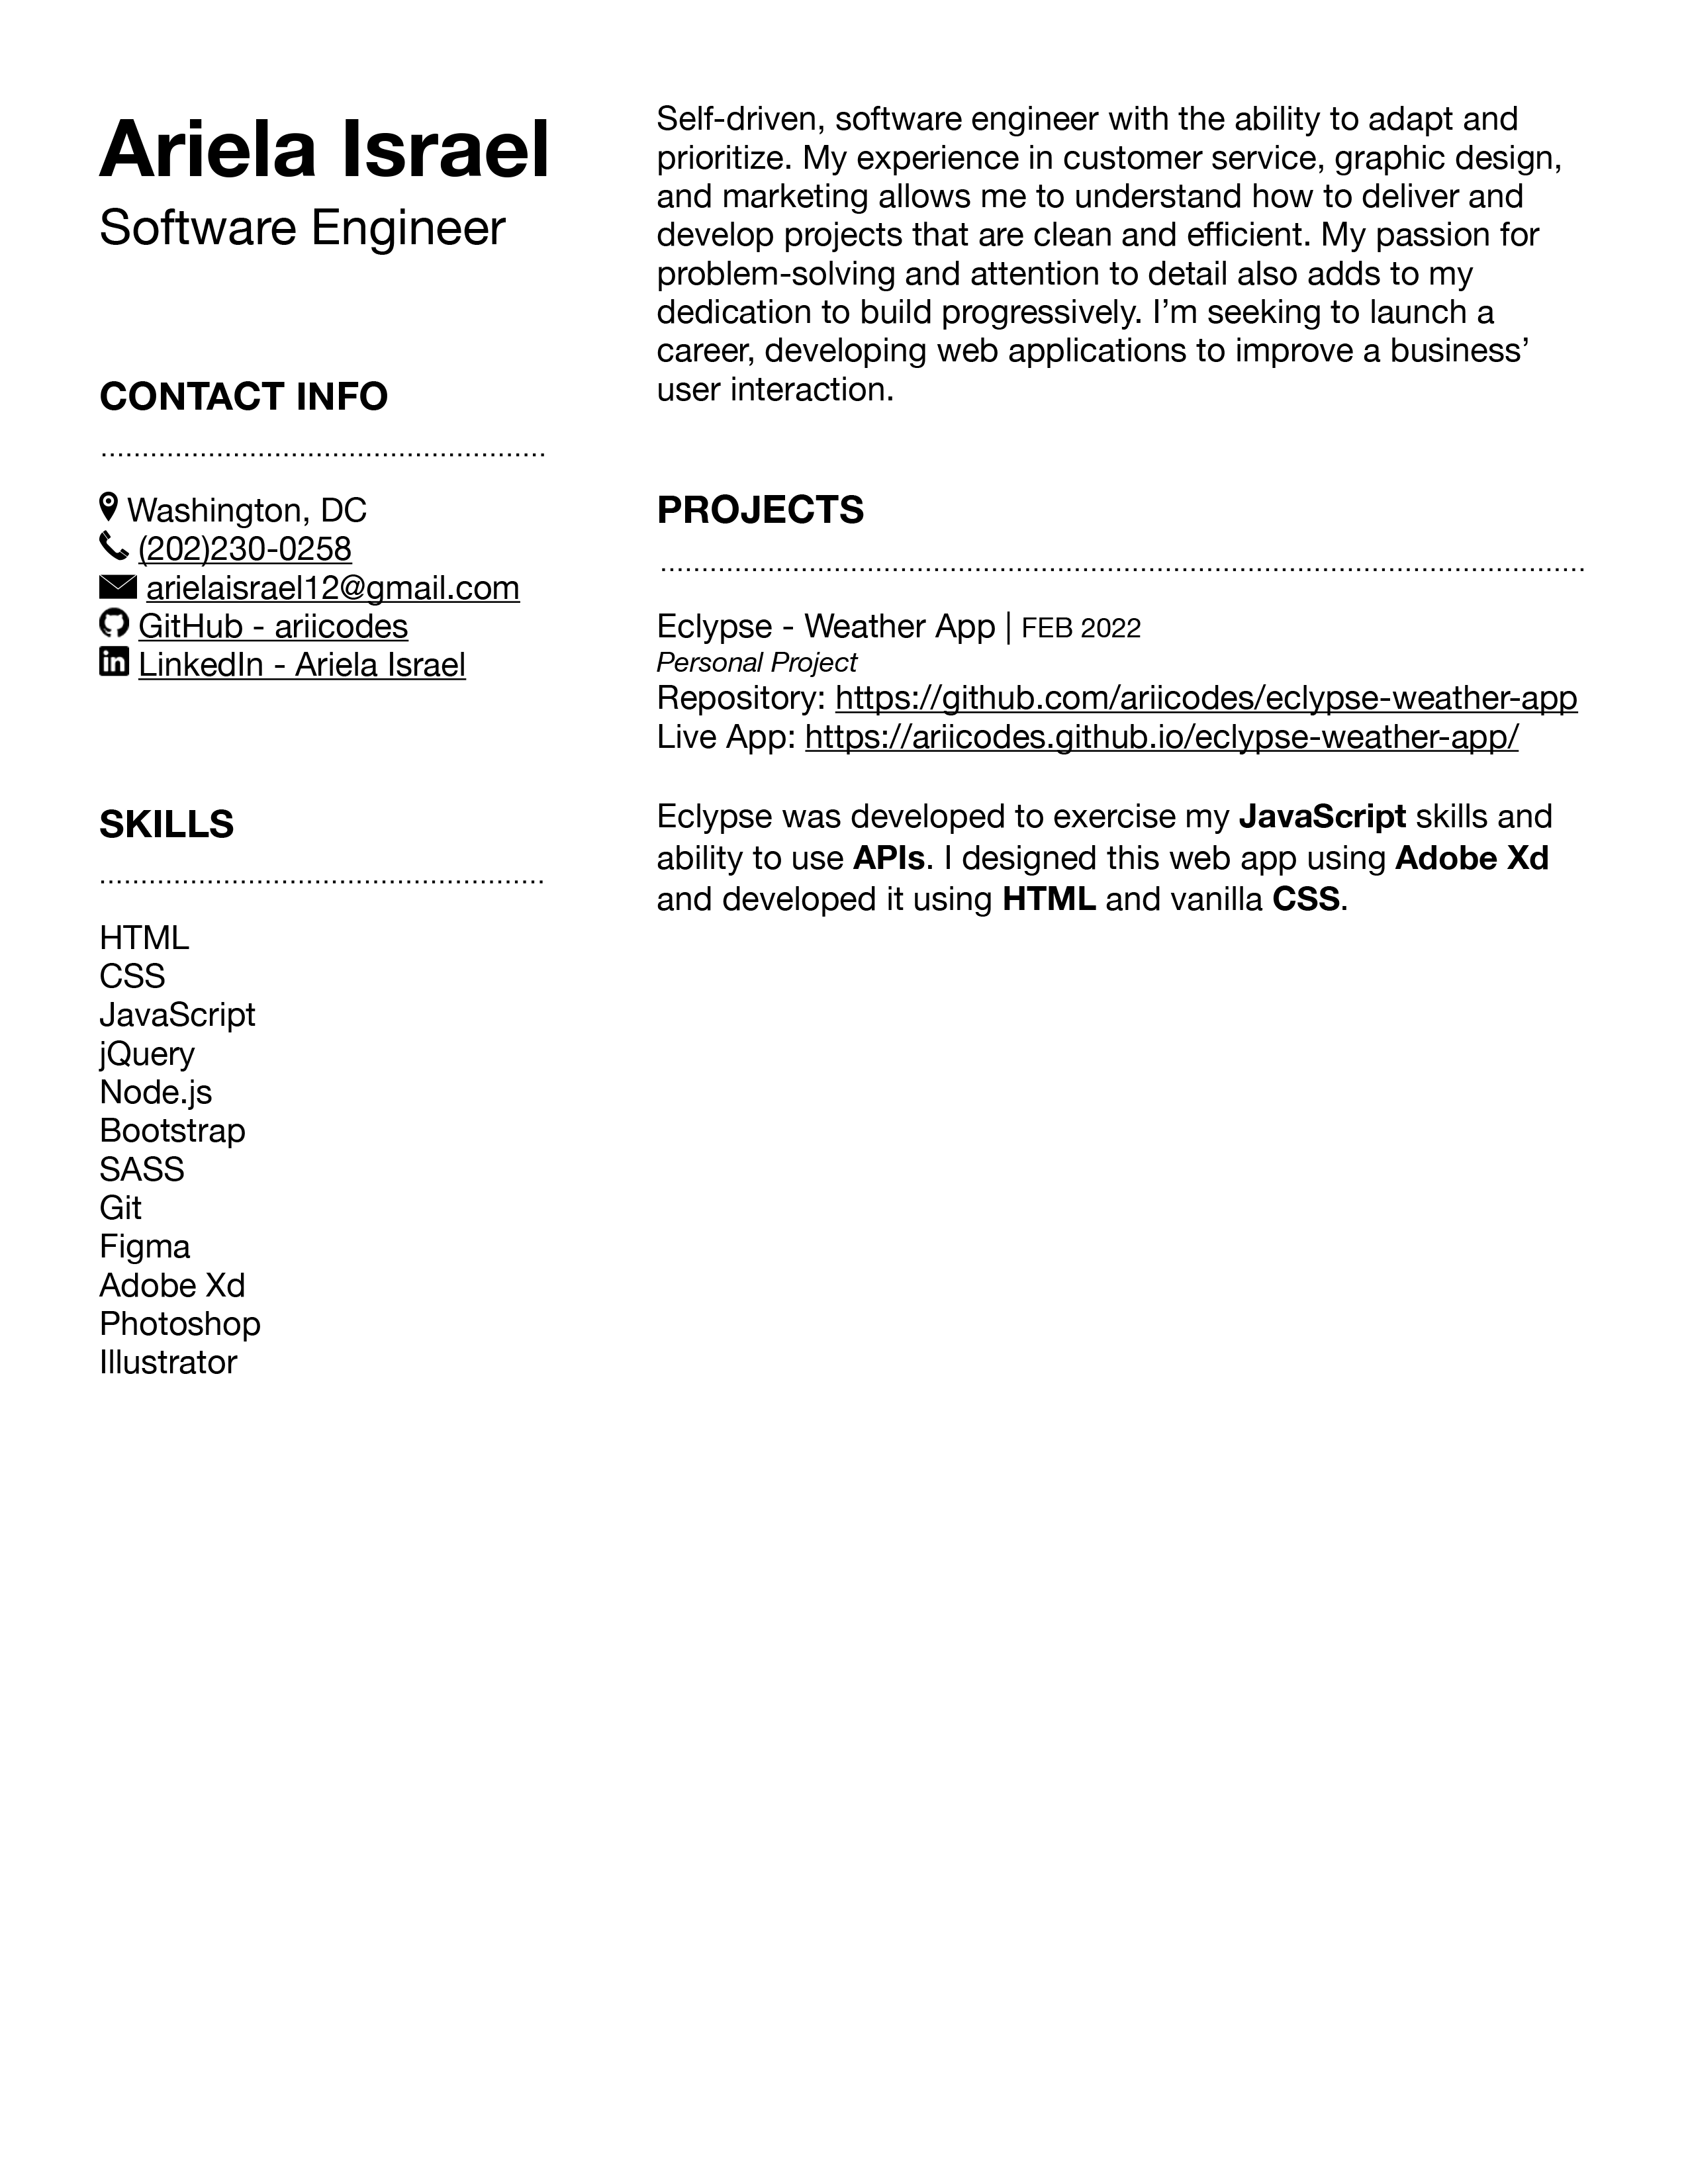 Ariela Israel
Software Engineer
CONTACT INFO
Washington, DC
(202)230-0258
arielaisrael12@gmail.com
GitHub - ariicodes
LinkedIn - Ariela Israel
SKILLS
HTML
CSS
JavaScript
jQuery
Node.js
Bootstrap
SASS
Git
Figma
Adobe Xd
Photoshop
Illustrator
Self-driven, software engineer with the ability to adapt and
prioritize. My experience in customer service, graphic design,
and marketing allows me to understand how to deliver and
develop projects that are clean and efficient. My passion for
problem-solving and attention to detail also adds to my
dedication to build progressively. I’m seeking to launch a
career, developing web applications to improve a business’
user interaction.
PROJECTS
Eclypse - Weather App | FEB 2022
Personal Project
Repository: https://github.com/ariicodes/eclypse-weather-app
Live App: https://ariicodes.github.io/eclypse-weather-app/
Eclypse was developed to exercise my JavaScript skills and
ability to use APIs. I designed this web app using Adobe Xd
and developed it using HTML and vanilla CSS.